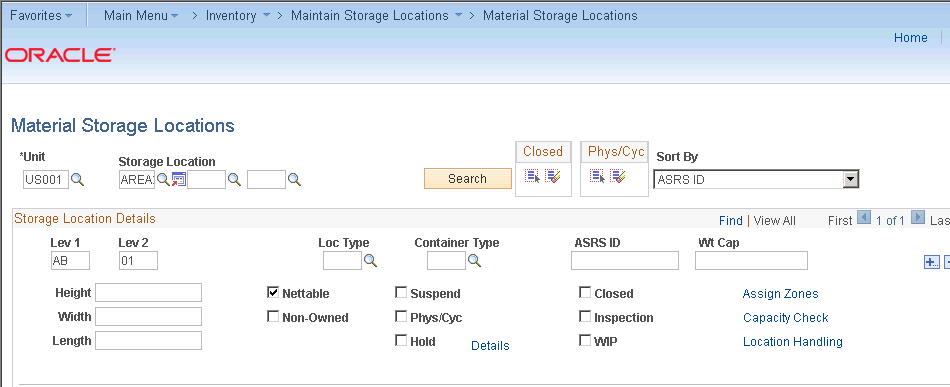 Favorites Main Menu > Inventory > Maintain Storage Locations > Material Storage Locations
Home
ORACLE
Material Storage Locations
*Unit Storage Location Closed Phys/Cyc Sort By
US001 AREA Search ASRS ID
Storage Location Details Find | View All First 1 of 1 Las
Lev 1 Lev 2 Loc Type Container Type ASRS ID Wt Cap
AB 01
Height Nettable Suspend Closed Assign Zones
Width Non-Owned Phys/Cyc Inspection Capacity Check
Length Hold Details WIP Location Handling